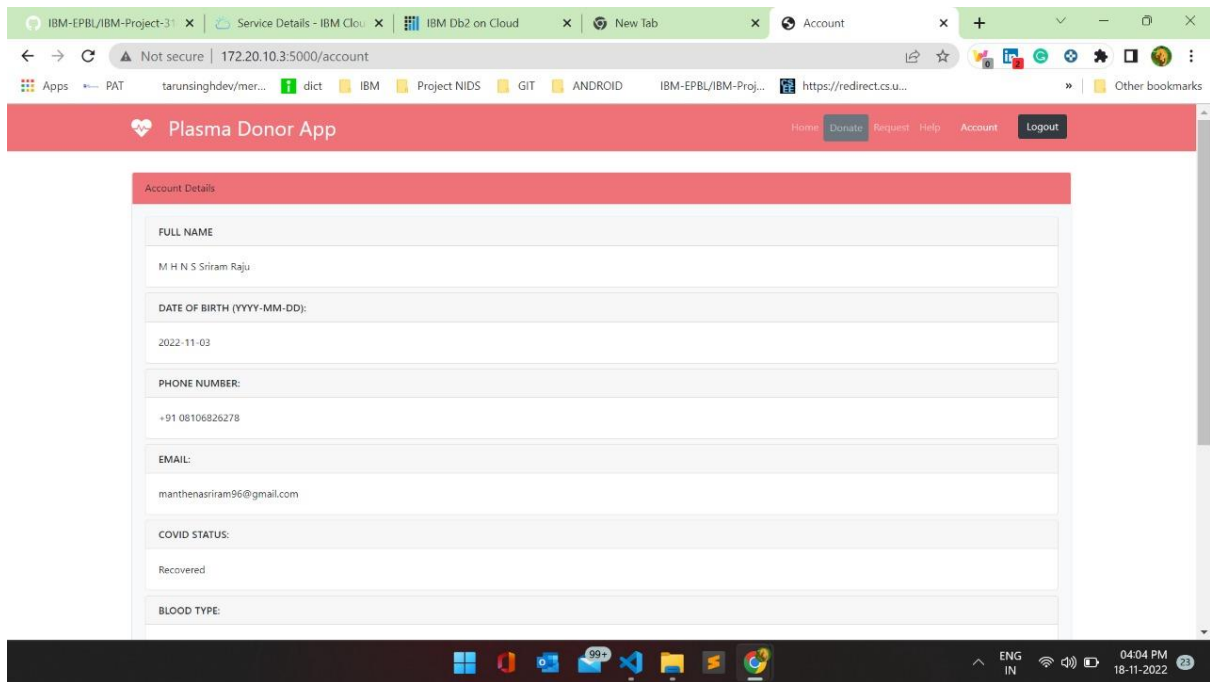 IBM-EPBL/IBM-Project-31 Service Details - IBM Clou IBM Db2 on Cloud New Tab Account
Not secure 172.20.10.3:5000/account
Apps PAT tarunsinghdev/mer... dict IBM Project NIDS GIT ANDROID IBM-EPBL/IBM-Proj... https://redirect.cs.u... » Other bookmarks
Plasma Donor App Home Donate Request Help Account Logout
Account Details
FULL NAME
M H N S Sriram Raju
DATE OF BIRTH (YYYY-MM-DD):
2022-11-03
PHONE NUMBER:
+91 08106826278
EMAIL:
manthenasriram96@gmail.com
COVID STATUS:
Recovered
BLOOD TYPE:
99+ ENG 04:04 PM
IN 18-11-2022 23